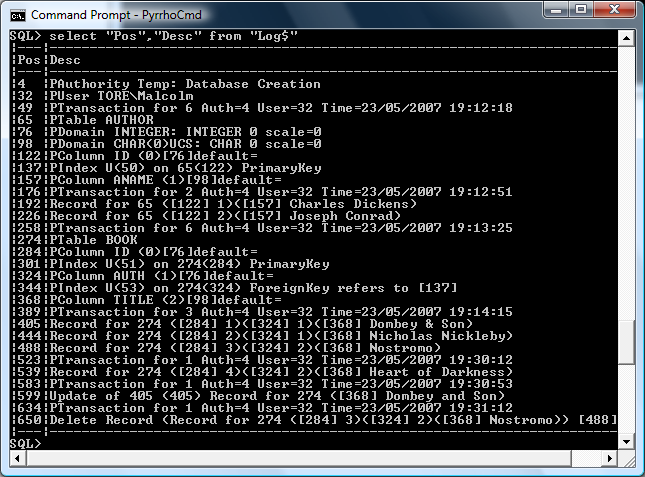 Command Prompt - PyrrhoCmd
SQL> select "Pos","Desc" from "Log$"
|---|------------------------------------------------------------------------
|Pos|Desc
|---|------------------------------------------------------------------------
|4  |PAuthority Temp: Database Creation
|32 |PUser TORE\Malcolm
|49 |PTransaction for 6 Auth=4 User=32 Time=23/05/2007 19:12:18
|65 |PTable AUTHOR
|76 |PDomain INTEGER: INTEGER 0 scale=0
|98 |PDomain CHAR(0)UCS: CHAR 0 scale=0
|122|PColumn ID (0)[76]default=
|137|PIndex U(50) on 65(122) PrimaryKey
|157|PColumn ANAME (1)[98]default=
|176|PTransaction for 2 Auth=4 User=32 Time=23/05/2007 19:12:51
|192|Record for 65 ([122] 1)([157] Charles Dickens)
|226|Record for 65 ([122] 2)([157] Joseph Conrad)
|258|PTransaction for 6 Auth=4 User=32 Time=23/05/2007 19:13:25
|274|PTable BOOK
|284|PColumn ID (0)[76]default=
|301|PIndex U(51) on 274(284) PrimaryKey
|324|PColumn AUTH (1)[76]default=
|344|PIndex U(53) on 274(324) ForeignKey refers to [137]
|368|PColumn TITLE (2)[98]default=
|389|PTransaction for 3 Auth=4 User=32 Time=23/05/2007 19:14:15
|405|Record for 274 ([284] 1)([324] 1)([368] Dombey & Son)
|444|Record for 274 ([284] 2)([324] 1)([368] Nicholas Nickleby)
|488|Record for 274 ([284] 3)([324] 2)([368] Nostromo)
|523|PTransaction for 1 Auth=4 User=32 Time=23/05/2007 19:30:12
|539|Record for 274 ([284] 4)([324] 2)([368] Heart of Darkness)
|583|PTransaction for 1 Auth=4 User=32 Time=23/05/2007 19:30:53
|599|Update of 405 (405) Record for 274 ([368] Dombey and Son)
|634|PTransaction for 1 Auth=4 User=32 Time=23/05/2007 19:31:12
|650|Delete Record (Record for 274 ([284] 3)([324] 2)([368] Nostromo)) [488]
|---|------------------------------------------------------------------------
SQL>